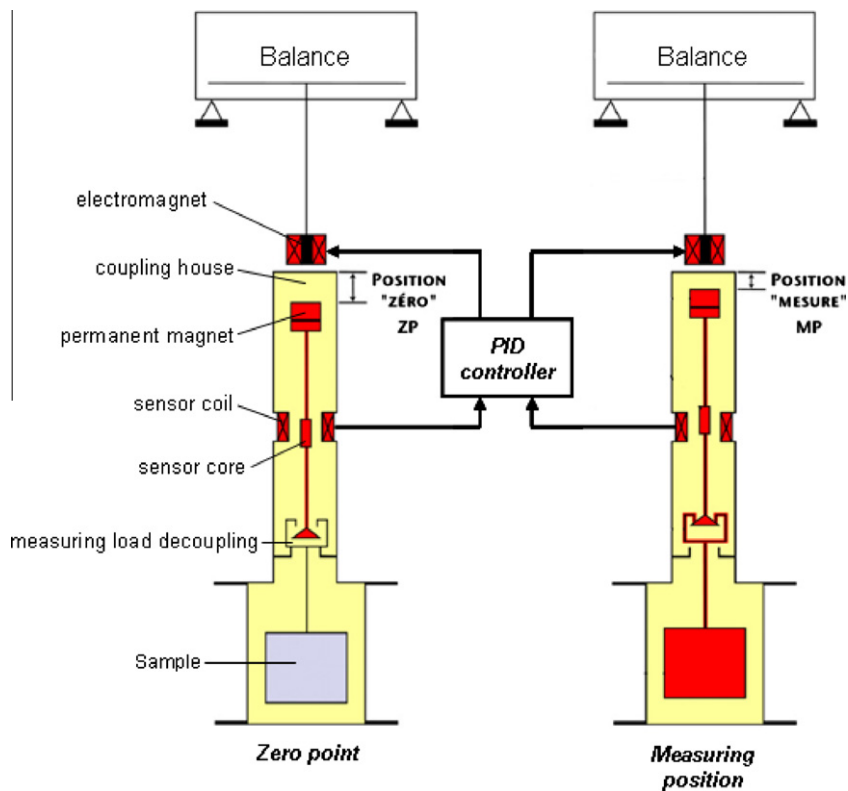 Balance
Balance
electromagnet
coupling house
POSITION
"ZÉRO"
ZP
POSITION
"MESURE"
MP
permanent magnet
PID
controller
sensor coil
sensor core
measuring load decoupling
Sample
Zero point
Measuring
position